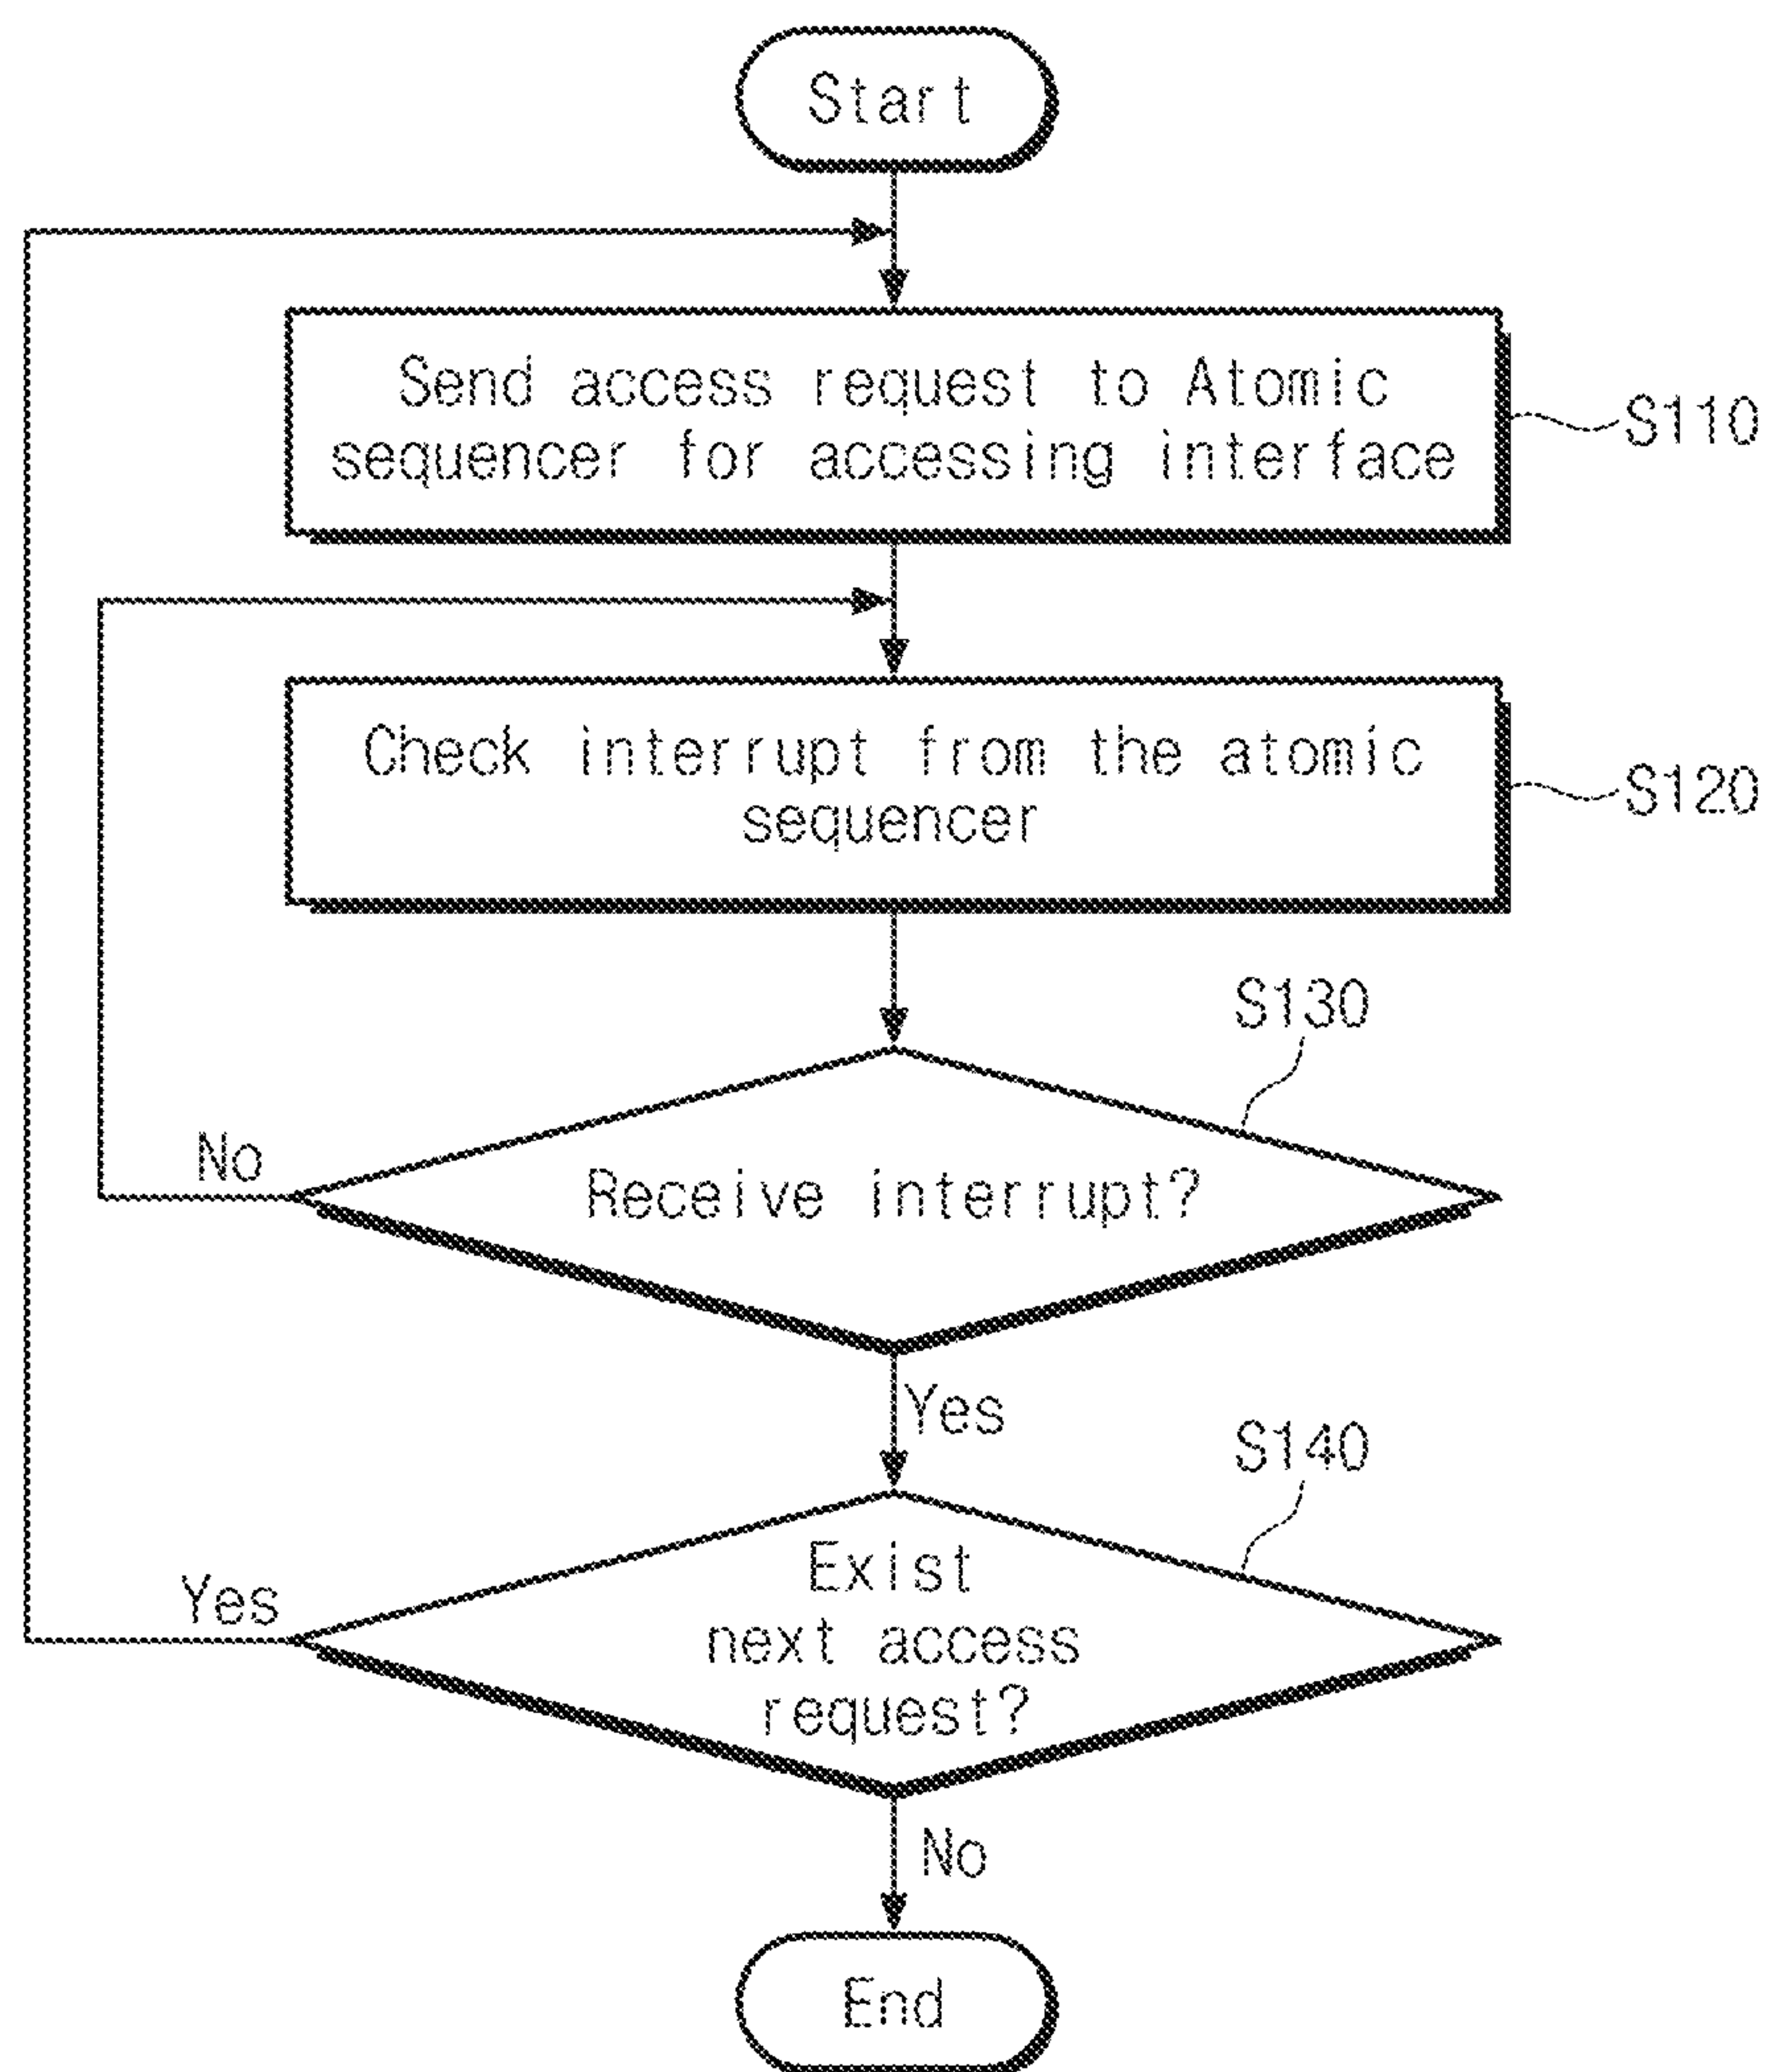 Start
Send access request to Atomic
sequencer for accessing interface
S110
Check interrupt from the atomic
sequencer
S120
S130
No
Receive interrupt?
Yes
S140
Yes
Exist
next access
request?
No
End